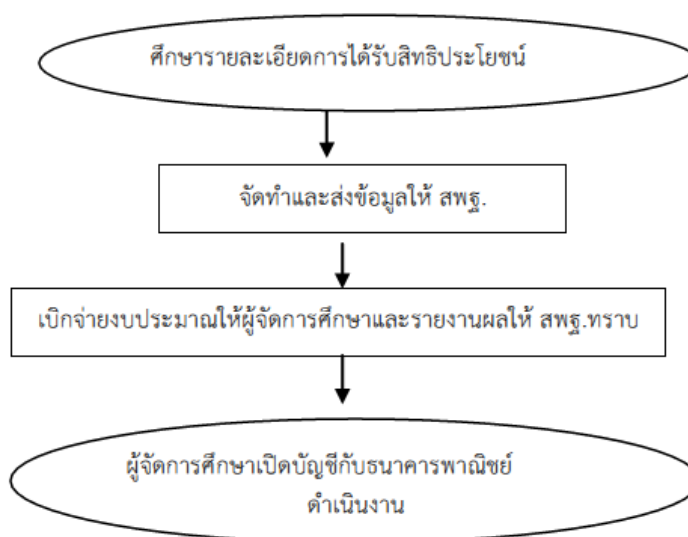 ศึกษารายละเอียดการได้รับสิทธิประโยชน์
จัดทำและส่งข้อมูลให้ สพฐ.
เบิกจ่ายงบประมาณให้ผู้จัดการศึกษาและรายงานผลให้ สพฐ.ทราบ
ผู้จัดการศึกษาเปิดบัญชีกับธนาคารพาณิชย์
ดำเนินงาน